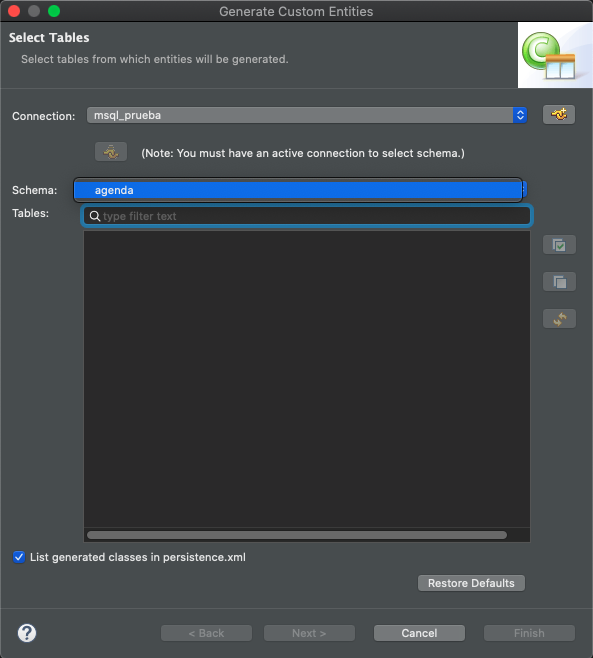 Generate Custom Entities
Select Tables
Select tables from which entities will be generated.
Connection:
msql_prueba
(Note: You must have an active connection to select schema.)
Schema:
agenda
Tables:
type filter text
List generated classes in persistence.xml
Restore Defaults
?
< Back
Next >
Cancel
Finish